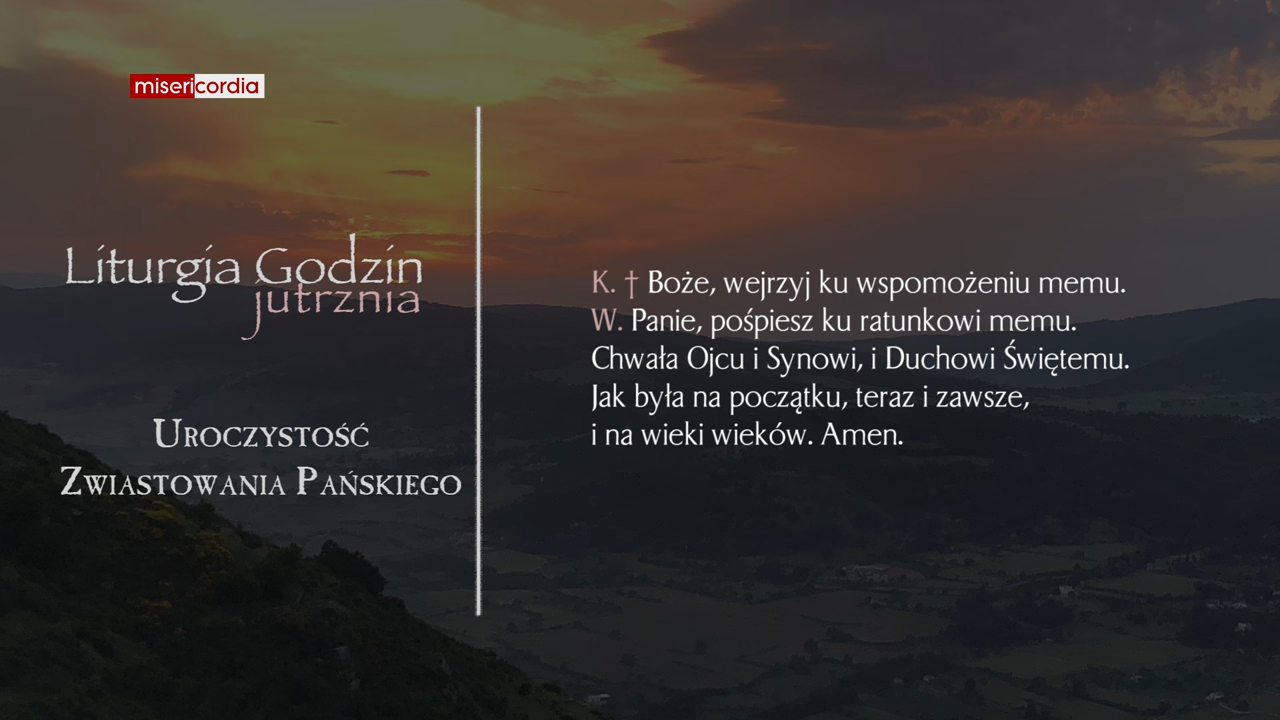 misericordia
Liturgia Godzin
jutrznia
Uroczystość
Zwiastowania Pańskiego
K. † Boże, wejrzyj ku wspomożeniu memu.
W. Panie, pośpiesz ku ratunkowi memu.
Chwała Ojcu i Synowi, i Duchowi Świętemu.
Jak była na początku, teraz i zawsze,
i na wieki wieków. Amen.